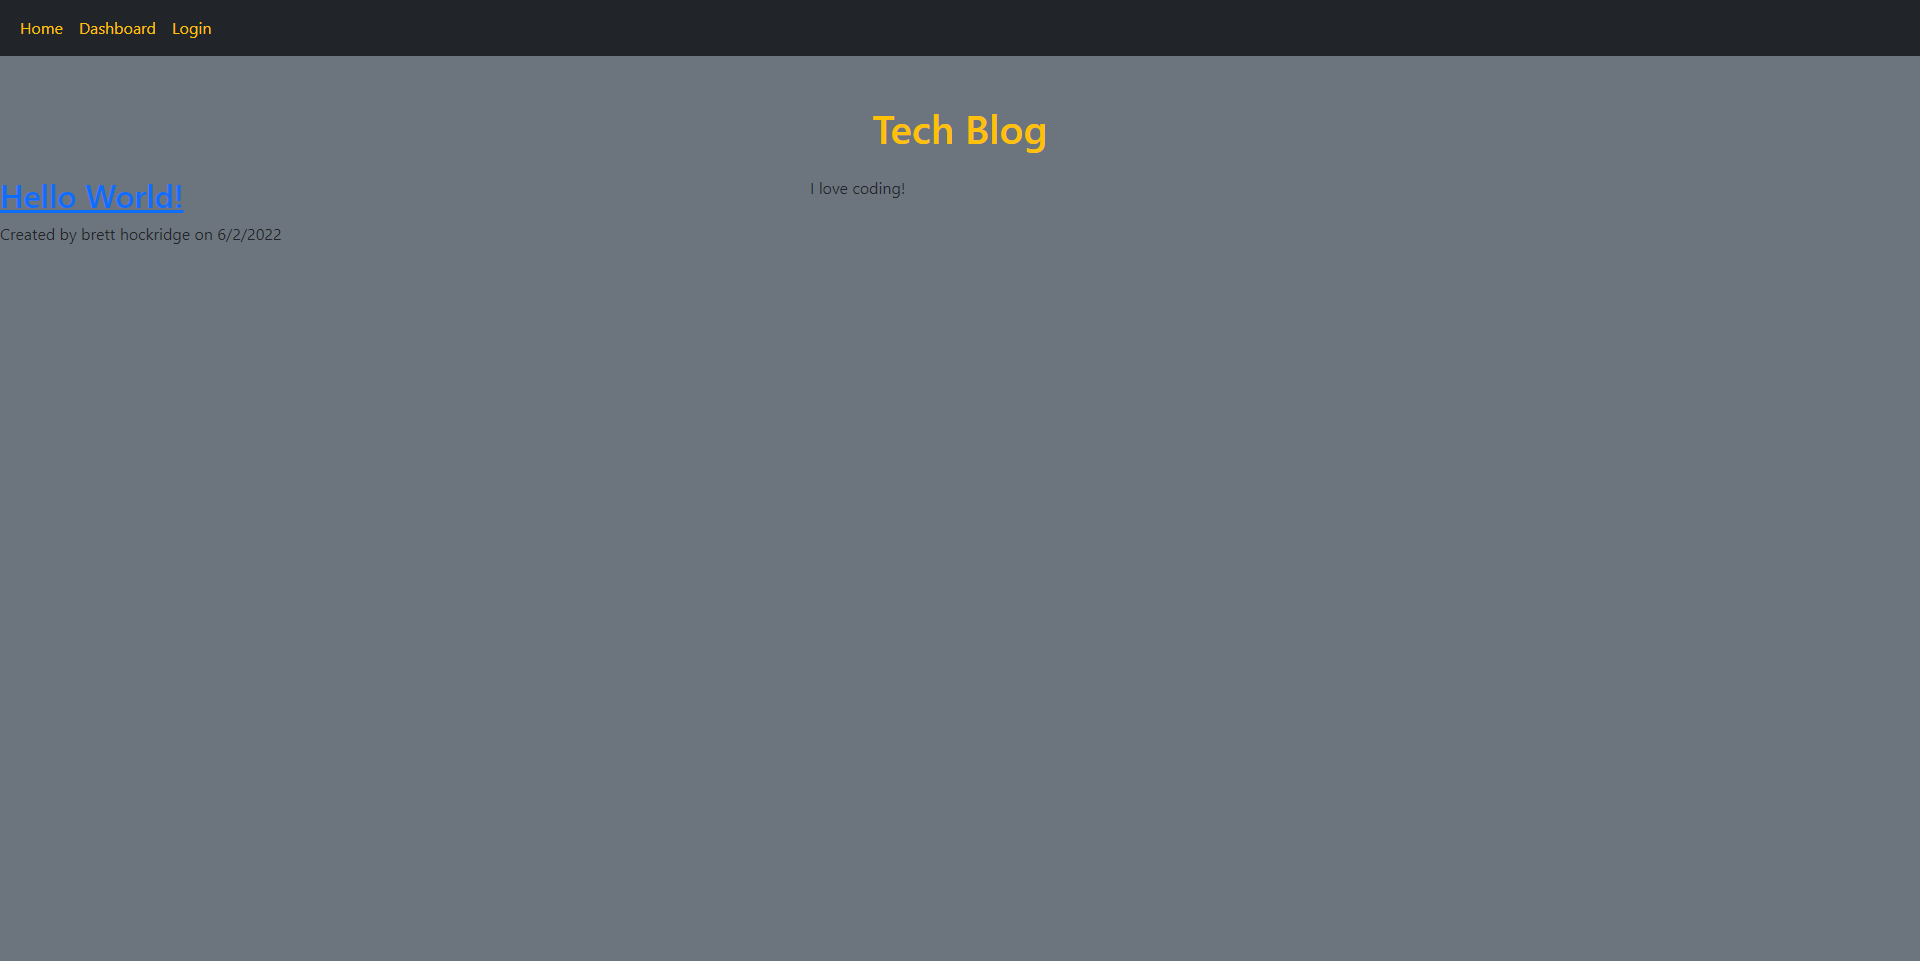 Home Dashboard Login
Tech Blog
Hello World!
Created by brett hockridge on 6/2/2022
I love coding!